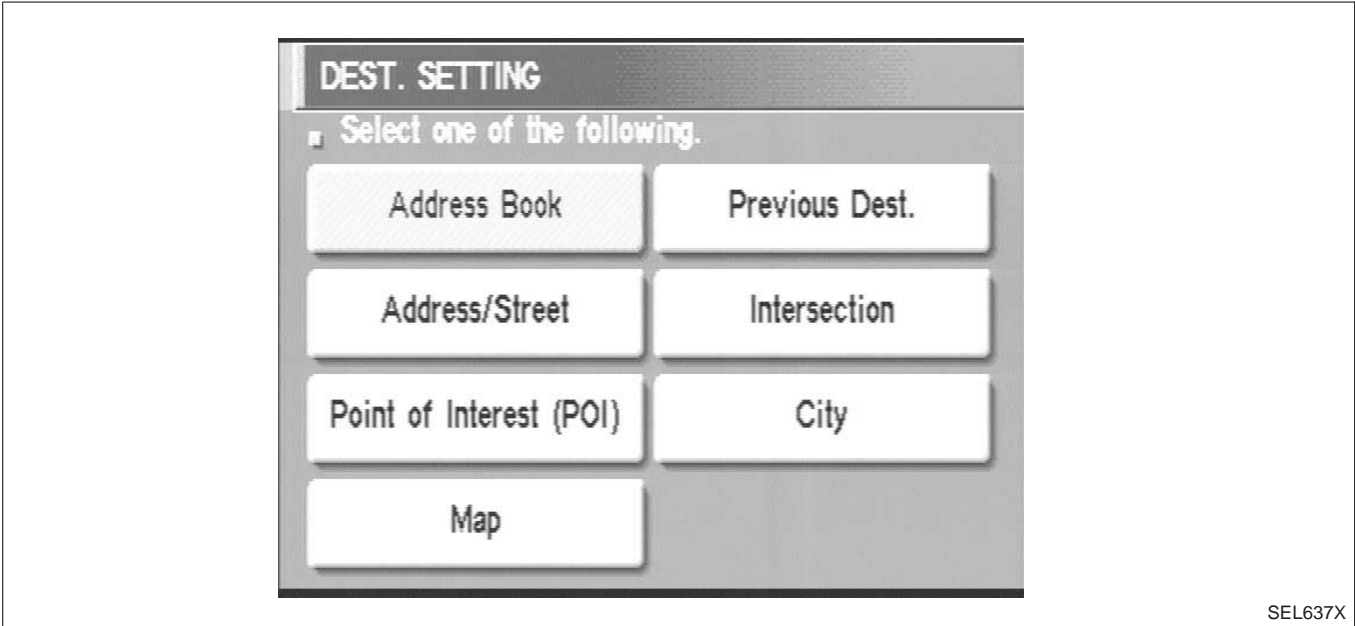 DEST. SETTING
Select one of the following.
Address Book
Previous Dest.
Address/Street
Intersection
Point of Interest (POI)
City
Map
SEL637X